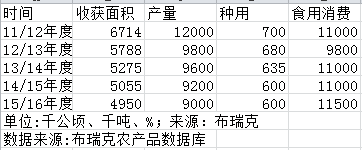 时间 收获面积 产量 种用 食用消费
11/12年度 6714 12000 700 11000
12/13年度 5788 9800 680 9800
13/14年度 5275 9600 635 11000
14/15年度 5055 9200 600 11000
15/16年度 4950 9000 600 11500
单位:千公顷、千吨、%；来源：布瑞克
数据来源:布瑞克农产品数据库